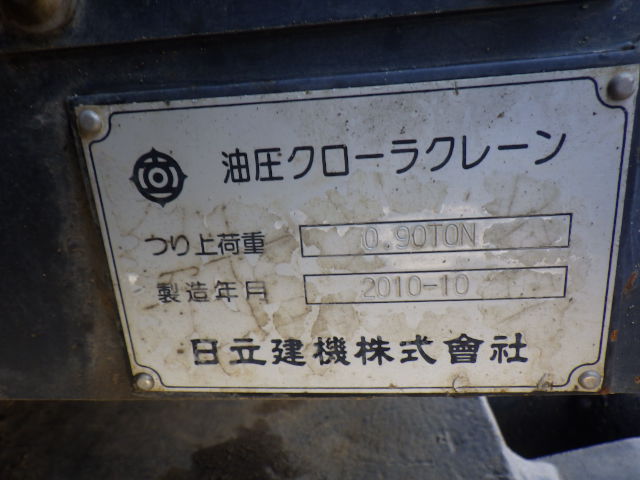 油圧クローラクレーン
つり上荷重 0.90TON
製造年月 2010-10
日立建機株式會社